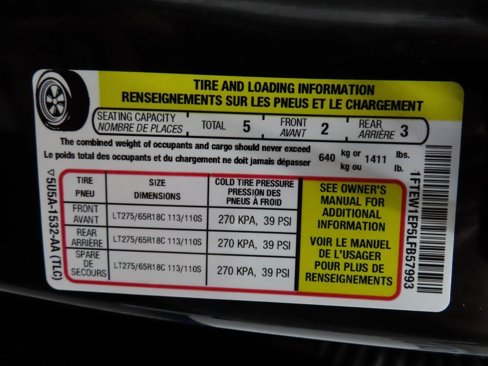 TIRE AND LOADING INFORMATION
RENSEIGNEMENTS SUR LES PNEUS ET LE CHARGEMENT
SEATING CAPACITY
NOMBRE DE PLACES
TOTAL 5
FRONT
AVANT
2
REAR
ARRIÈRE
3
The combined weight of occupants and cargo should never exceed
Le poids total des occupants et du chargement ne doit jamais dépasser
640
kg or
kg ou
1411
lbs.
lb.
TIRE
PNEU
SIZE
DIMENSIONS
COLD TIRE PRESSURE
PRESSION DES
PNEUS À FROID
FRONT
AVANT
LT275/65R18C 113/110S
270 KPA, 39 PSI
REAR
ARRIÈRE
LT275/65R18C 113/110S
270 KPA, 39 PSI
SPARE
DE
SECOURS
LT275/65R18C 113/110S
270 KPA, 39 PSI
SEE OWNER'S
MANUAL FOR
ADDITIONAL
INFORMATION
VOIR LE MANUEL
DE L'USAGER
POUR PLUS DE
RENSEIGNEMENTS
5U5A-1532-AA (TLC)
1FTEW1EP5LFB57993